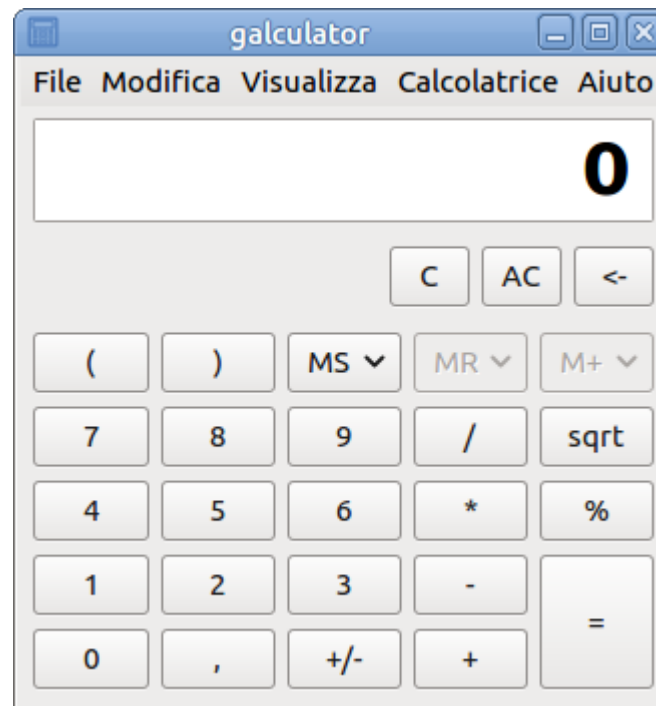 galculator
File Modifica Visualizza Calcolatrice Aiuto
0
C AC <-
( ) MS MR M+
7 8 9 / sqrt
4 5 6 * %
1 2 3 -
=
0 , +/- +